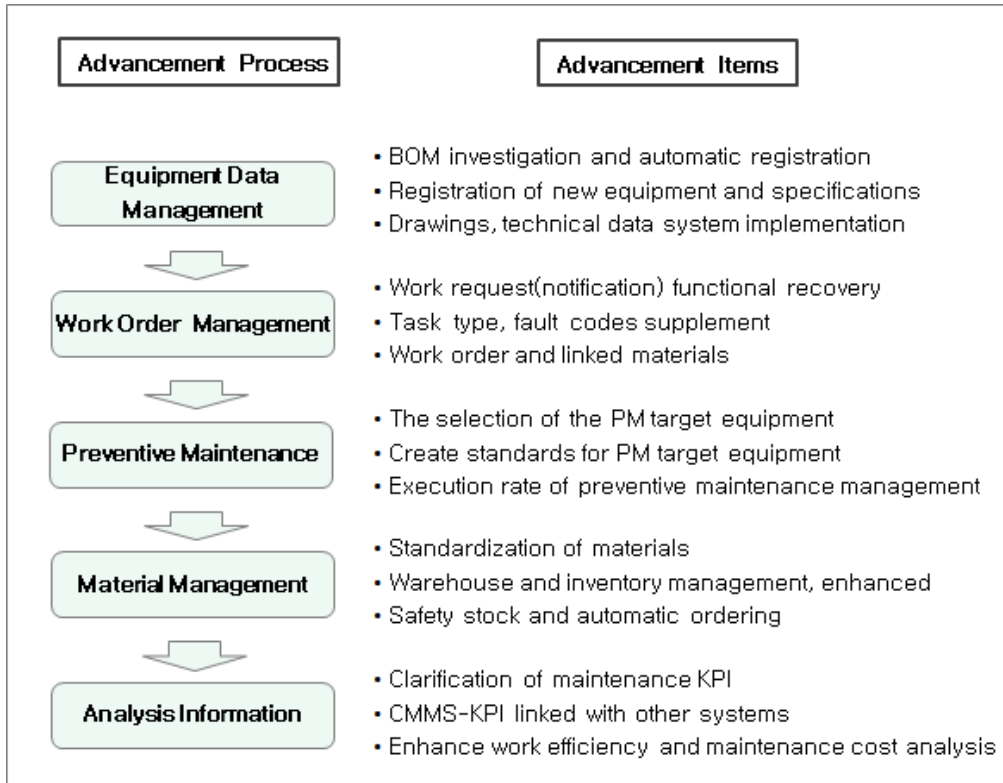 Advancement Process
Advancement Items
Equipment Data
Management
• BOM investigation and automatic registration
• Registration of new equipment and specifications
• Drawings, technical data system implementation
Work Order Management
• Work request(notification) functional recovery
• Task type, fault codes supplement
• Work order and linked materials
Preventive Maintenance
• The selection of the PM target equipment
• Create standards for PM target equipment
• Execution rate of preventive maintenance management
Material Management
• Standardization of materials
• Warehouse and inventory management, enhanced
• Safety stock and automatic ordering
Analysis Information
• Clarification of maintenance KPI
• CMMS-KPI linked with other systems
• Enhance work efficiency and maintenance cost analysis